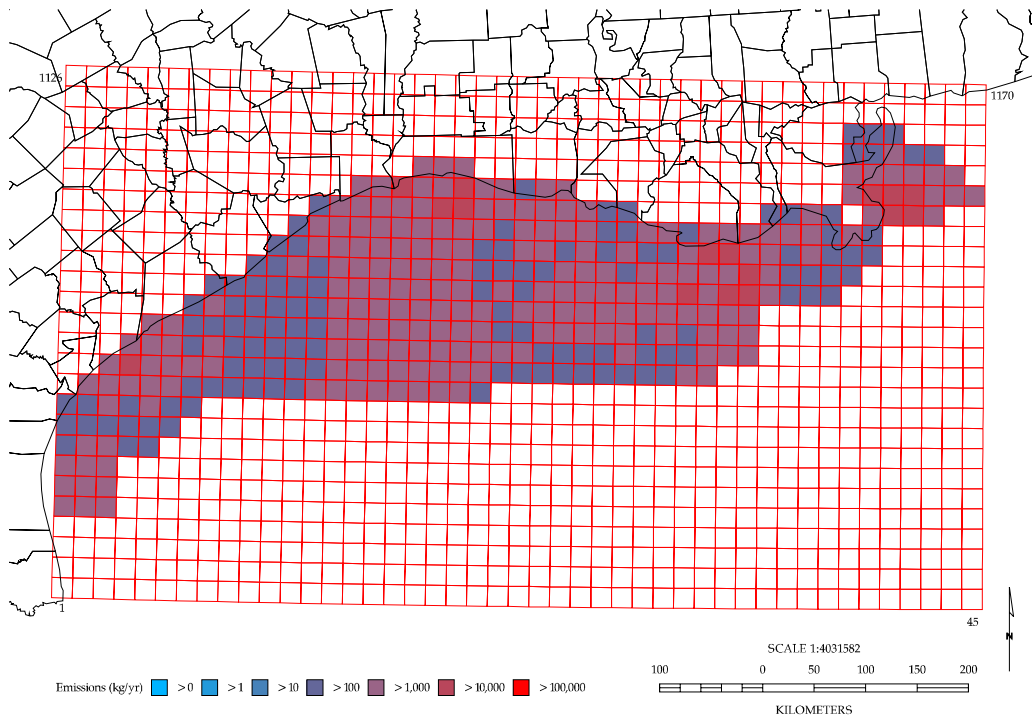 1126
1170
1
45
N
SCALE 1:4031582
Emissions (kg/yr) > 0 > 1 > 10 > 100 > 1,000 > 10,000 > 100,000
100 0 50 100 150 200
KILOMETERS